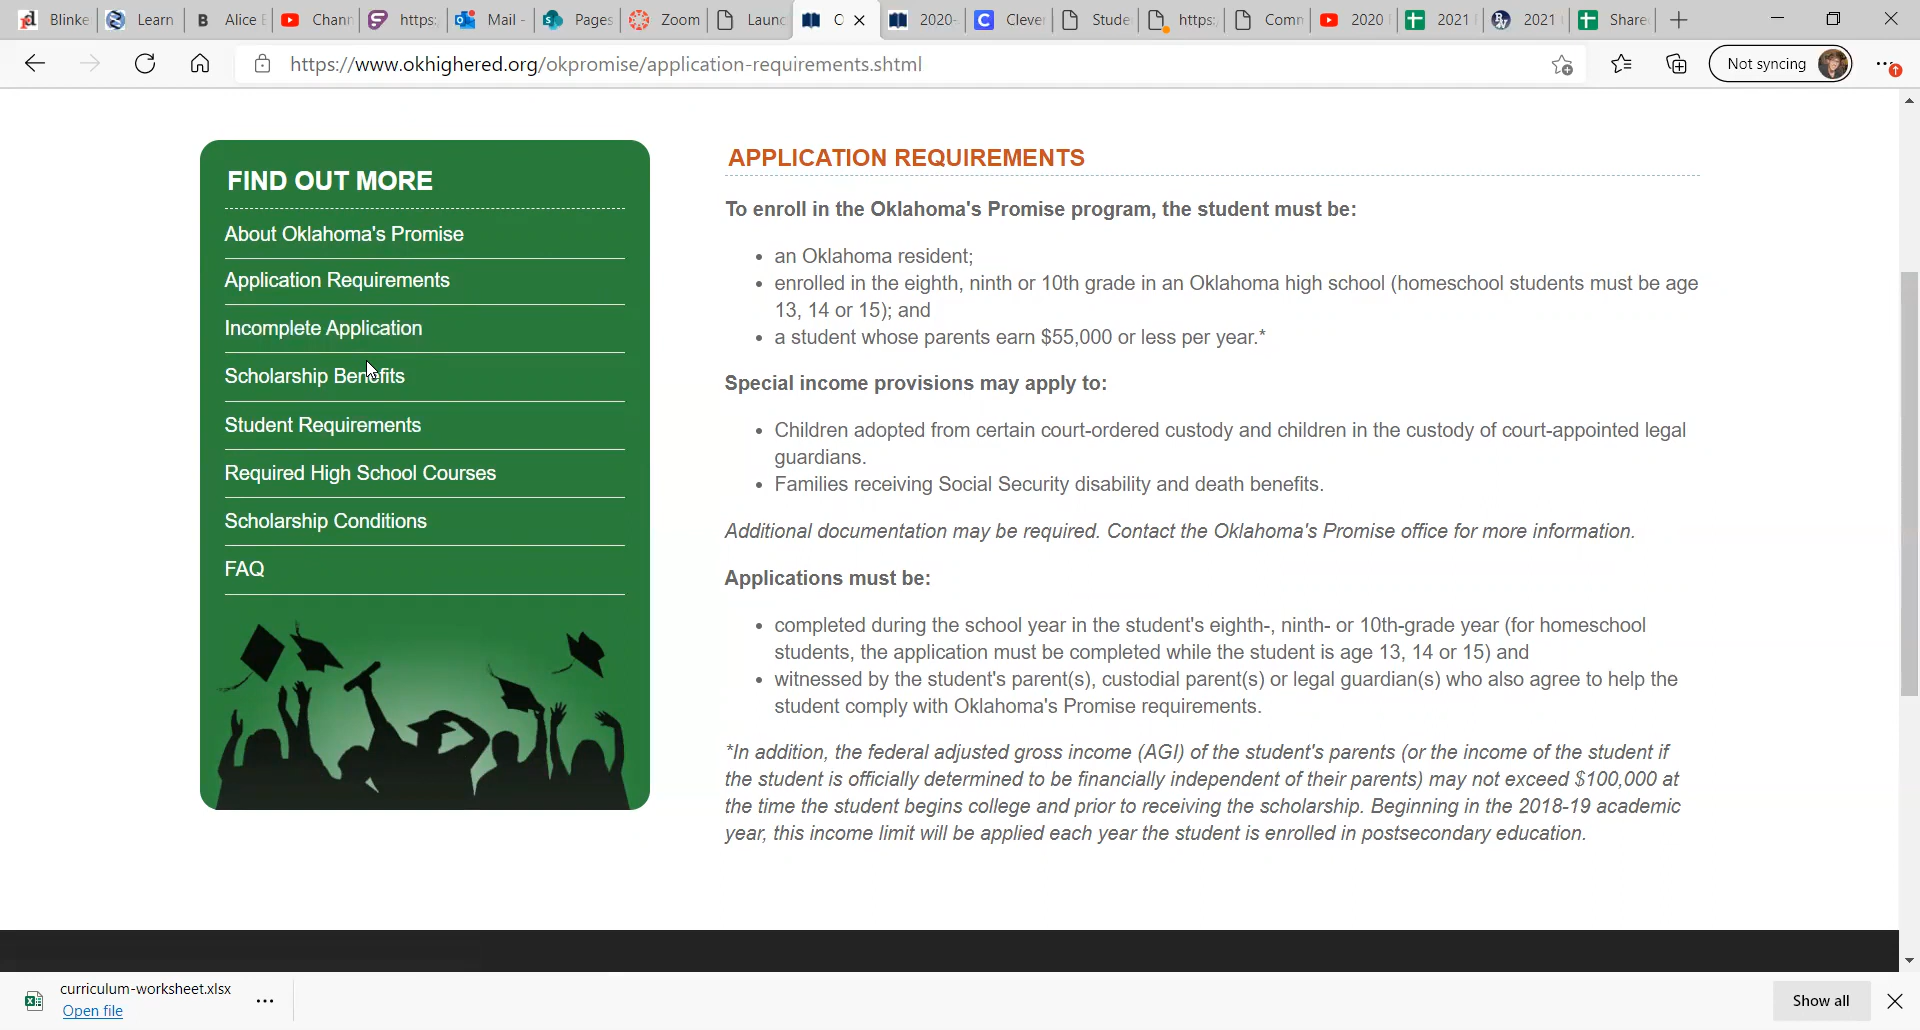 Blinke
Learn
B Alice E
Chann
https:
Mail -
Pages
Zoom
Launc
O
2020-
C Clever
Stude
https:
Comn
2020
2021
2021
Share
https://www.okhighered.org/okpromise/application-requirements.shtml
Not syncing
FIND OUT MORE
About Oklahoma's Promise
Application Requirements
Incomplete Application
Scholarship Benefits
Student Requirements
Required High School Courses
Scholarship Conditions
FAQ
APPLICATION REQUIREMENTS
To enroll in the Oklahoma's Promise program, the student must be:
• an Oklahoma resident;
• enrolled in the eighth, ninth or 10th grade in an Oklahoma high school (homeschool students must be age
13, 14 or 15); and
• a student whose parents earn $55,000 or less per year.*
Special income provisions may apply to:
• Children adopted from certain court-ordered custody and children in the custody of court-appointed legal
guardians.
• Families receiving Social Security disability and death benefits.
Additional documentation may be required. Contact the Oklahoma's Promise office for more information.
Applications must be:
• completed during the school year in the student's eighth-, ninth- or 10th-grade year (for homeschool
students, the application must be completed while the student is age 13, 14 or 15) and
• witnessed by the student's parent(s), custodial parent(s) or legal guardian(s) who also agree to help the
student comply with Oklahoma's Promise requirements.
*In addition, the federal adjusted gross income (AGI) of the student's parents (or the income of the student if
the student is officially determined to be financially independent of their parents) may not exceed $100,000 at
the time the student begins college and prior to receiving the scholarship. Beginning in the 2018-19 academic
year, this income limit will be applied each year the student is enrolled in postsecondary education.
curriculum-worksheet.xlsx
Open file
Show all